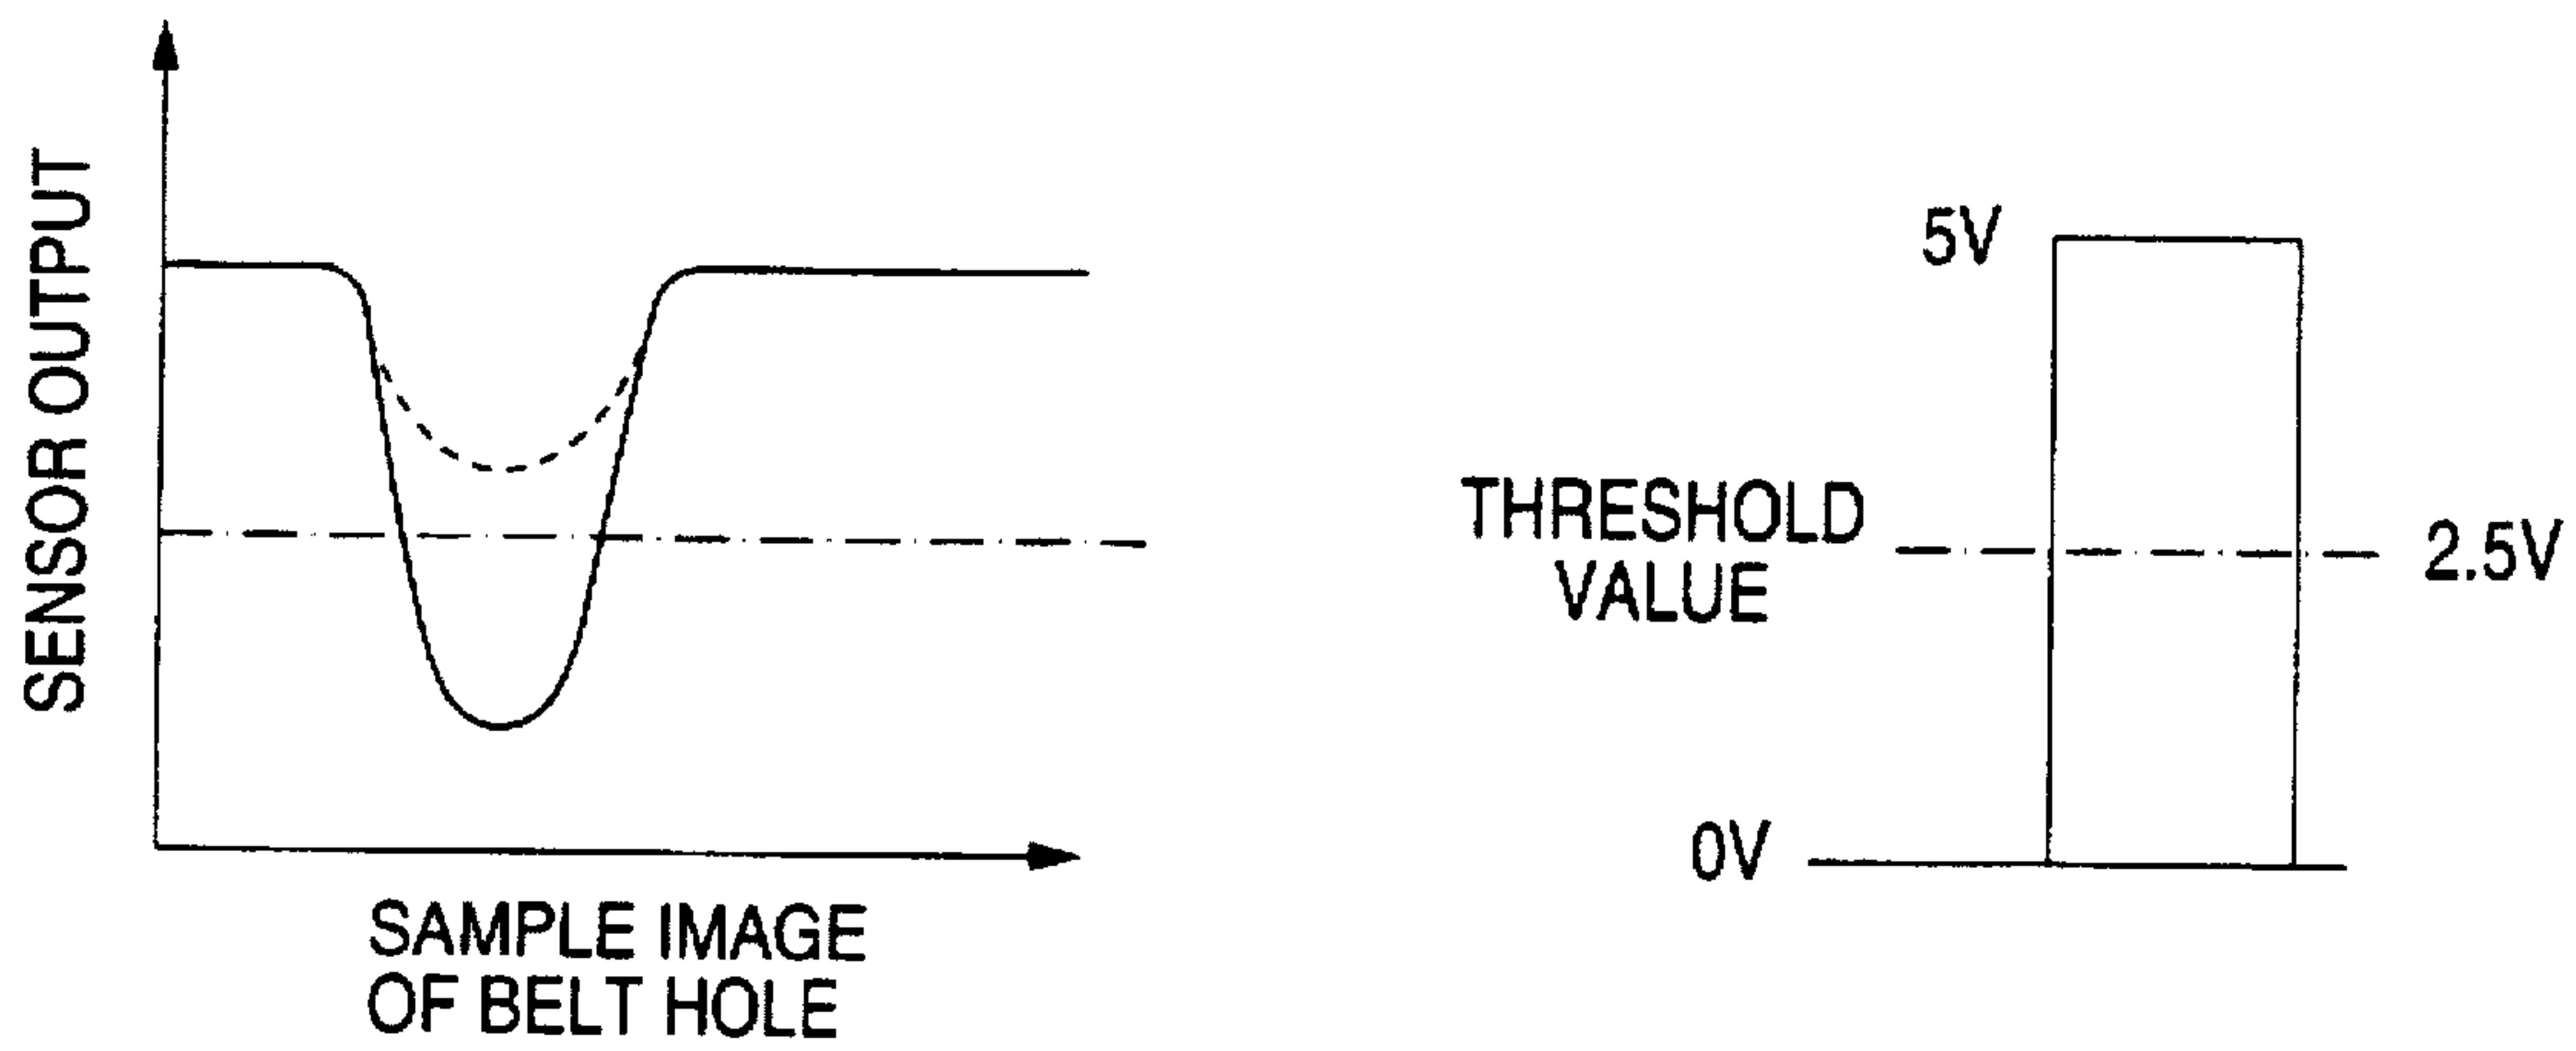 SENSOR OUTPUT
SAMPLE IMAGE
OF BELT HOLE
5V
THRESHOLD
VALUE
2.5V
0V